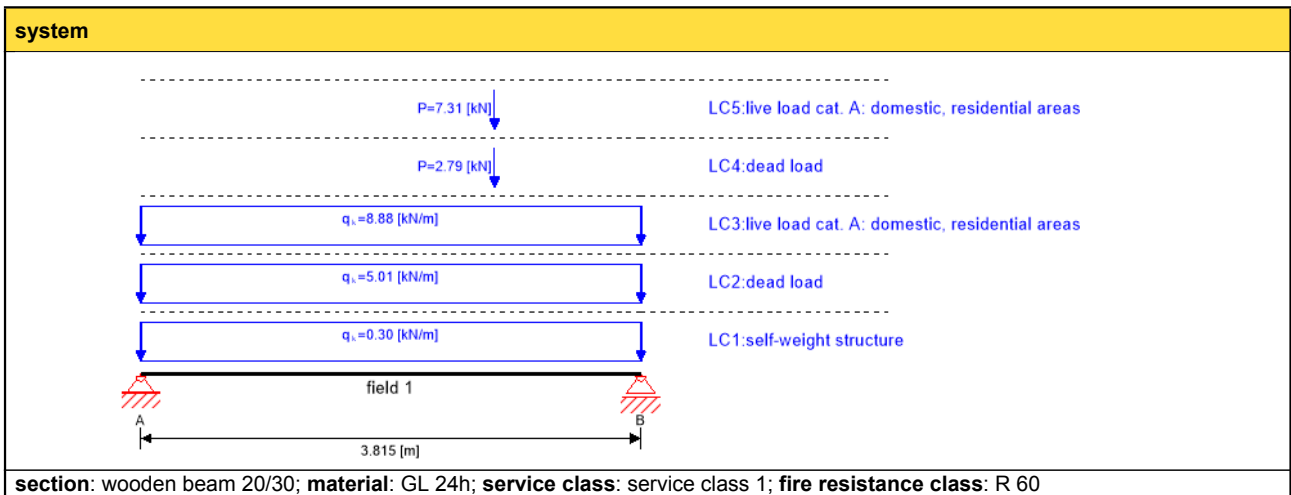 system
P=7.31 [kN] LC5:live load cat. A: domestic, residential areas
P=2.79 [kN] LC4:dead load
qₖ=8.88 [kN/m] LC3:live load cat. A: domestic, residential areas
qₖ=5.01 [kN/m] LC2:dead load
qₖ=0.30 [kN/m] LC1:self-weight structure
field 1
A B
3.815 [m]
section: wooden beam 20/30; material: GL 24h; service class: service class 1; fire resistance class: R 60